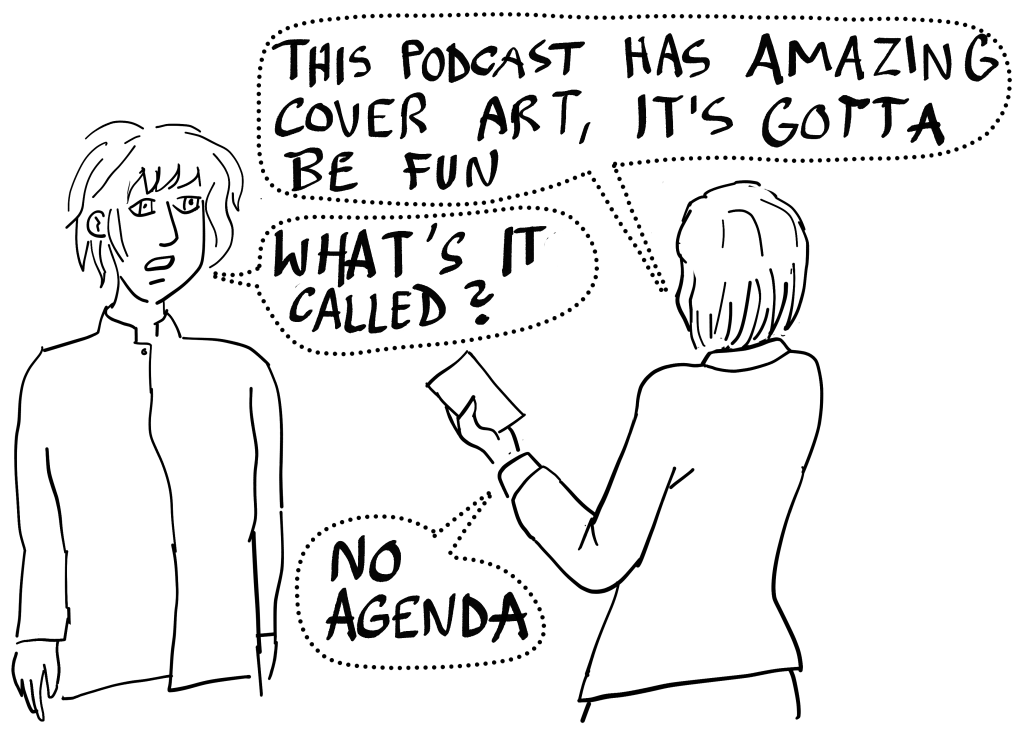 THIS PODCAST HAS AMAZING
COVER ART, IT'S GOTTA
BE FUN
WHAT'S IT
CALLED?
NO
AGENDA